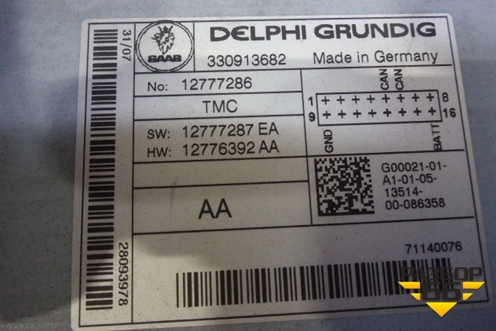 31/07
SAAB
DELPHI GRUNDIG
330913682 Made in Germany
No: 12777286
TMC
SW: 12777287 EA
HW: 12776392 AA
CAN
CAN
1 8
9 16
GND
BATT
AA
G00021-01-
A1-01-05-
13514-
00-086358
28093978
71140076
РАЗБОР